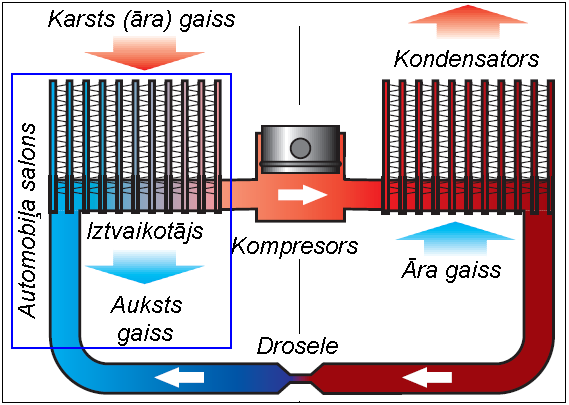 Karsts (āra) gaiss
Kondensators
Automobiļa salons
Iztvaikotājs
Kompresors
Āra gaiss
Auksts
gaiss
Drosele